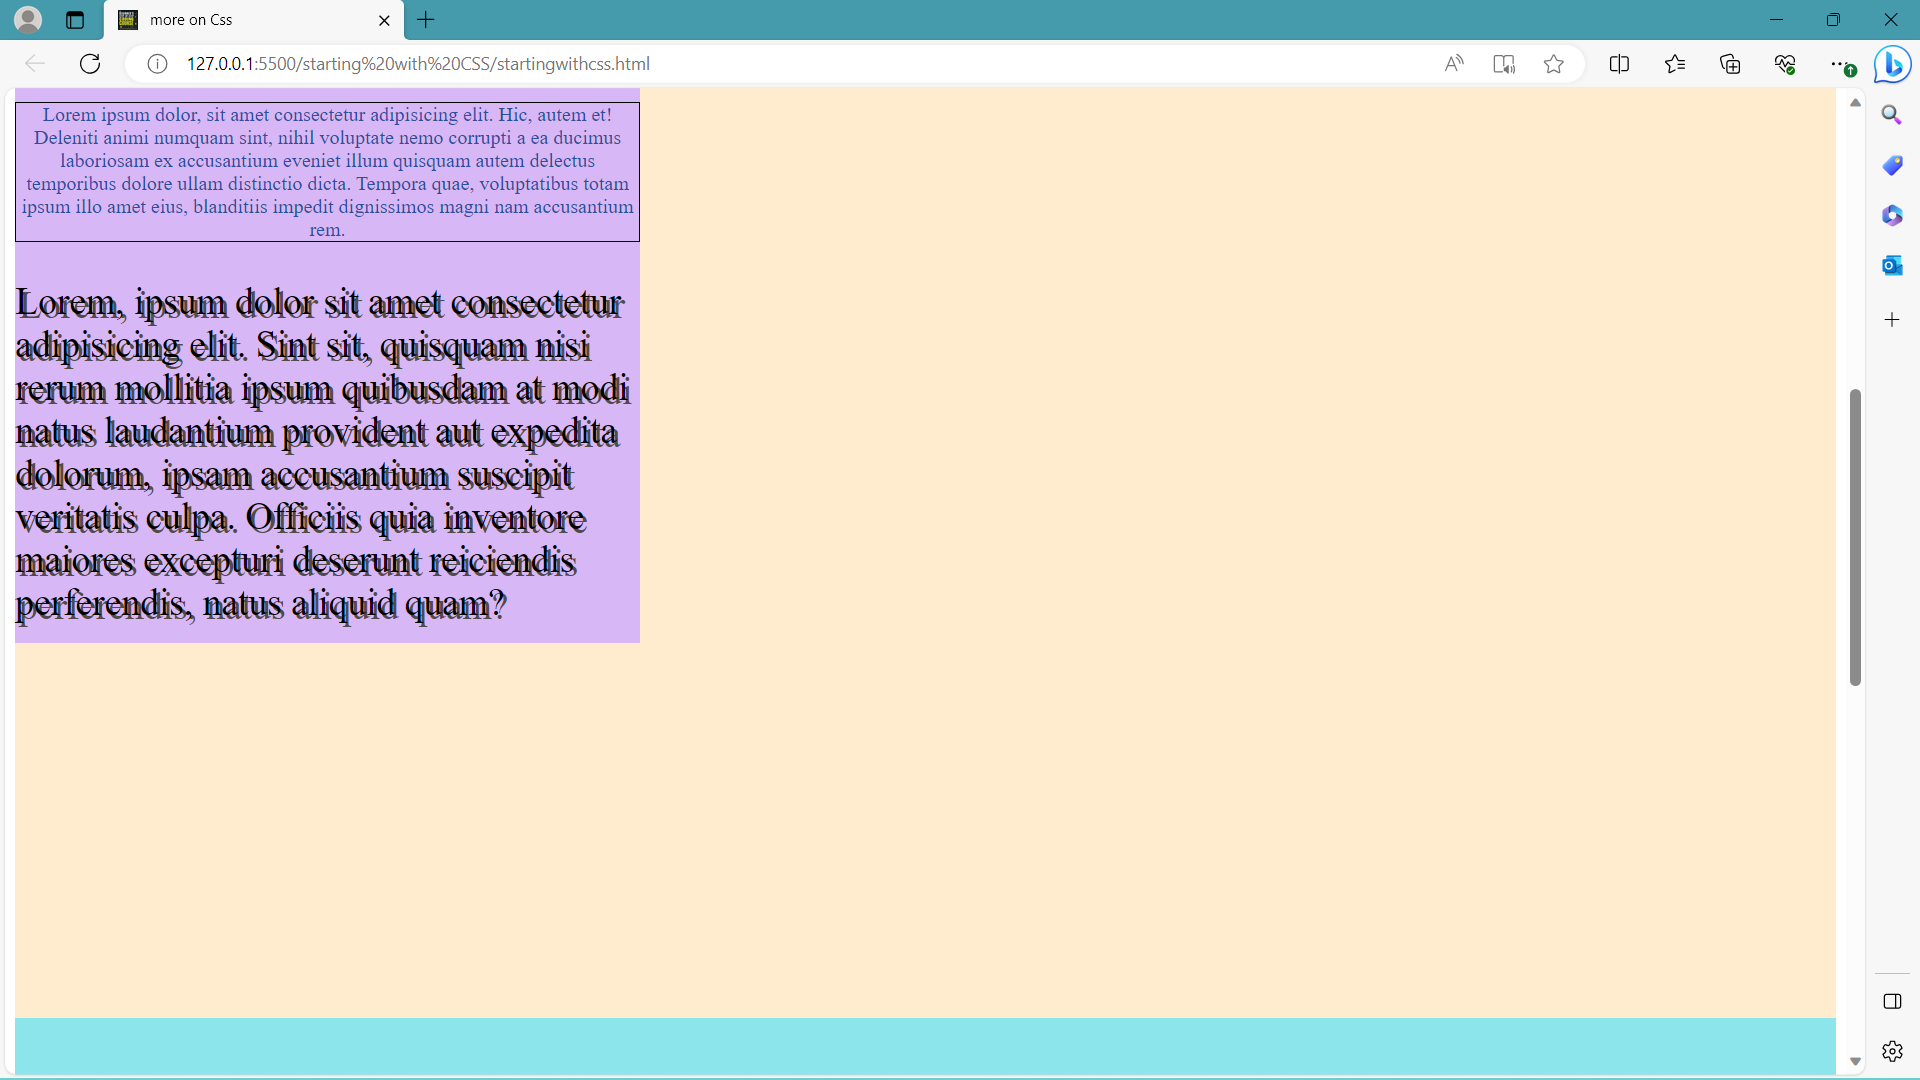 more on Css
127.0.0.1:5500/starting%20with%20CSS/startingwithcss.html
Lorem ipsum dolor, sit amet consectetur adipisicing elit. Hic, autem et!
Deleniti animi numquam sint, nihil voluptate nemo corrupti a ea ducimus
laboriosam ex accusantium eveniet illum quisquam autem delectus
temporibus dolore ullam distinctio dicta. Tempora quae, voluptatibus totam
ipsum illo amet eius, blanditiis impedit dignissimos magni nam accusantium
rem.
Lorem, ipsum dolor sit amet consectetur
adipisicing elit. Sint sit, quisquam nisi
rerum mollitia ipsum quibusdam at modi
natus laudantium provident aut expedita
dolorum, ipsam accusantium suscipit
veritatis culpa. Officiis quia inventore
maiores excepturi deserunt reiciendis
perferendis, natus aliquid quam?